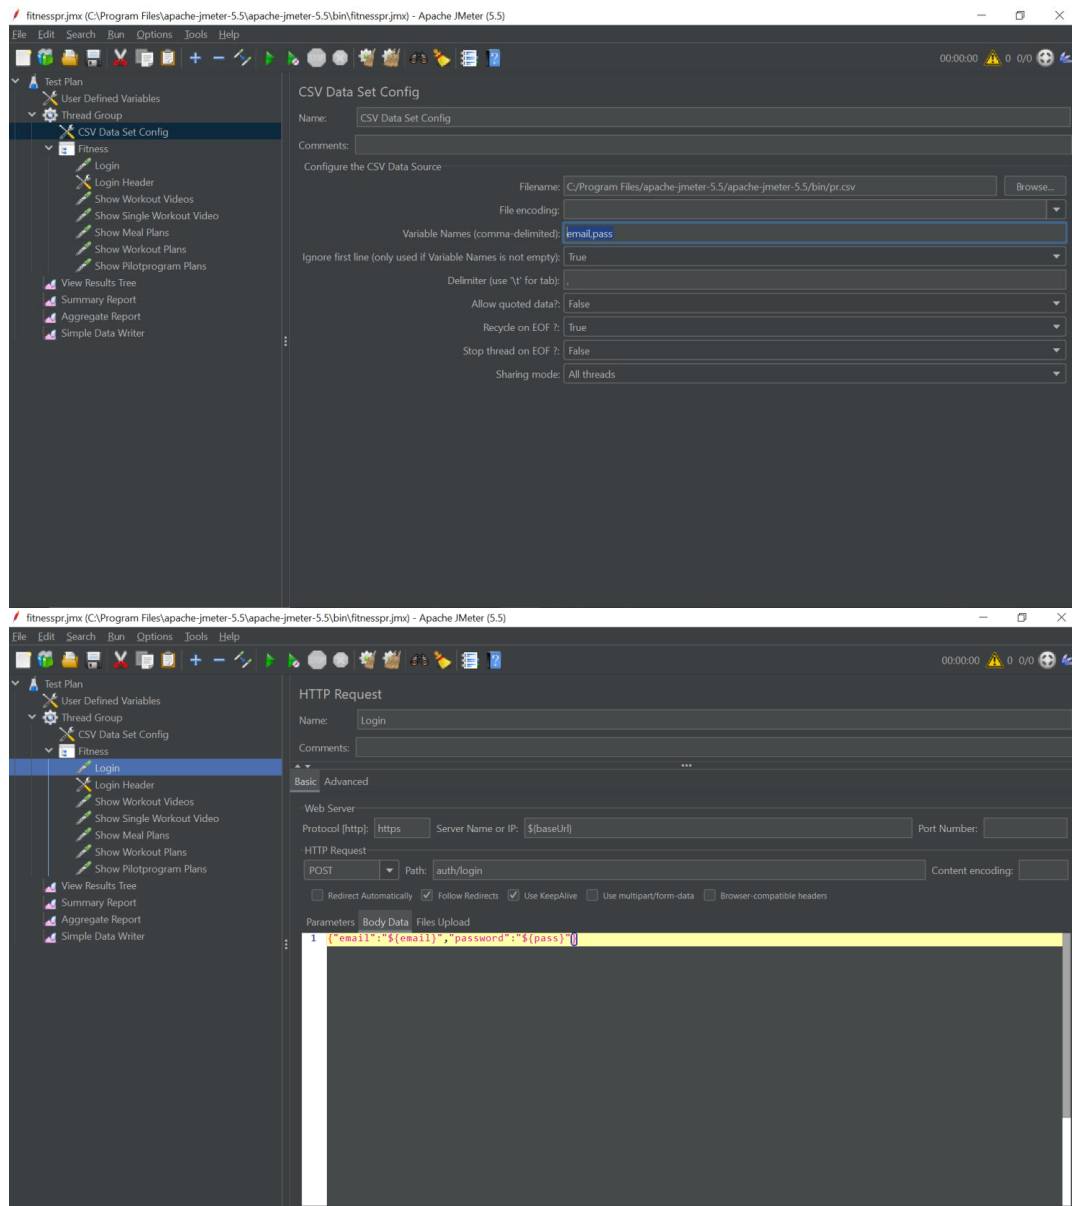 fitnesspr.jmx (C:\Program Files\apache-jmeter-5.5\apache-jmeter-5.5\bin\fitnesspr.jmx) - Apache JMeter (5.5)
File Edit Search Run Options Tools Help
00:00:00 0 0/0
Test Plan
User Defined Variables
Thread Group
CSV Data Set Config
Fitness
Login
Login Header
Show Workout Videos
Show Single Workout Video
Show Meal Plans
Show Workout Plans
Show Pilotprogram Plans
View Results Tree
Summary Report
Aggregate Report
Simple Data Writer
CSV Data Set Config
Name: CSV Data Set Config
Comments:
Configure the CSV Data Source
Filename: C:/Program Files/apache-jmeter-5.5/apache-jmeter-5.5/bin/pr.csv Browse...
File encoding:
Variable Names (comma-delimited): email,pass
Ignore first line (only used if Variable Names is not empty): True
Delimiter (use '\t' for tab): ,
Allow quoted data?: False
Recycle on EOF ?: True
Stop thread on EOF ?: False
Sharing mode: All threads
fitnesspr.jmx (C:\Program Files\apache-jmeter-5.5\apache-jmeter-5.5\bin\fitnesspr.jmx) - Apache JMeter (5.5)
File Edit Search Run Options Tools Help
00:00:00 0 0/0
Test Plan
User Defined Variables
Thread Group
CSV Data Set Config
Fitness
Login
Login Header
Show Workout Videos
Show Single Workout Video
Show Meal Plans
Show Workout Plans
Show Pilotprogram Plans
View Results Tree
Summary Report
Aggregate Report
Simple Data Writer
HTTP Request
Name: Login
Comments:
Basic Advanced
Web Server
Protocol [http]: https Server Name or IP: ${baseUrl} Port Number:
HTTP Request
POST Path: auth/login Content encoding:
Redirect Automatically Follow Redirects Use KeepAlive Use multipart/form-data Browser-compatible headers
Parameters Body Data Files Upload
1 {"email":"${email}","password":"${pass}"}